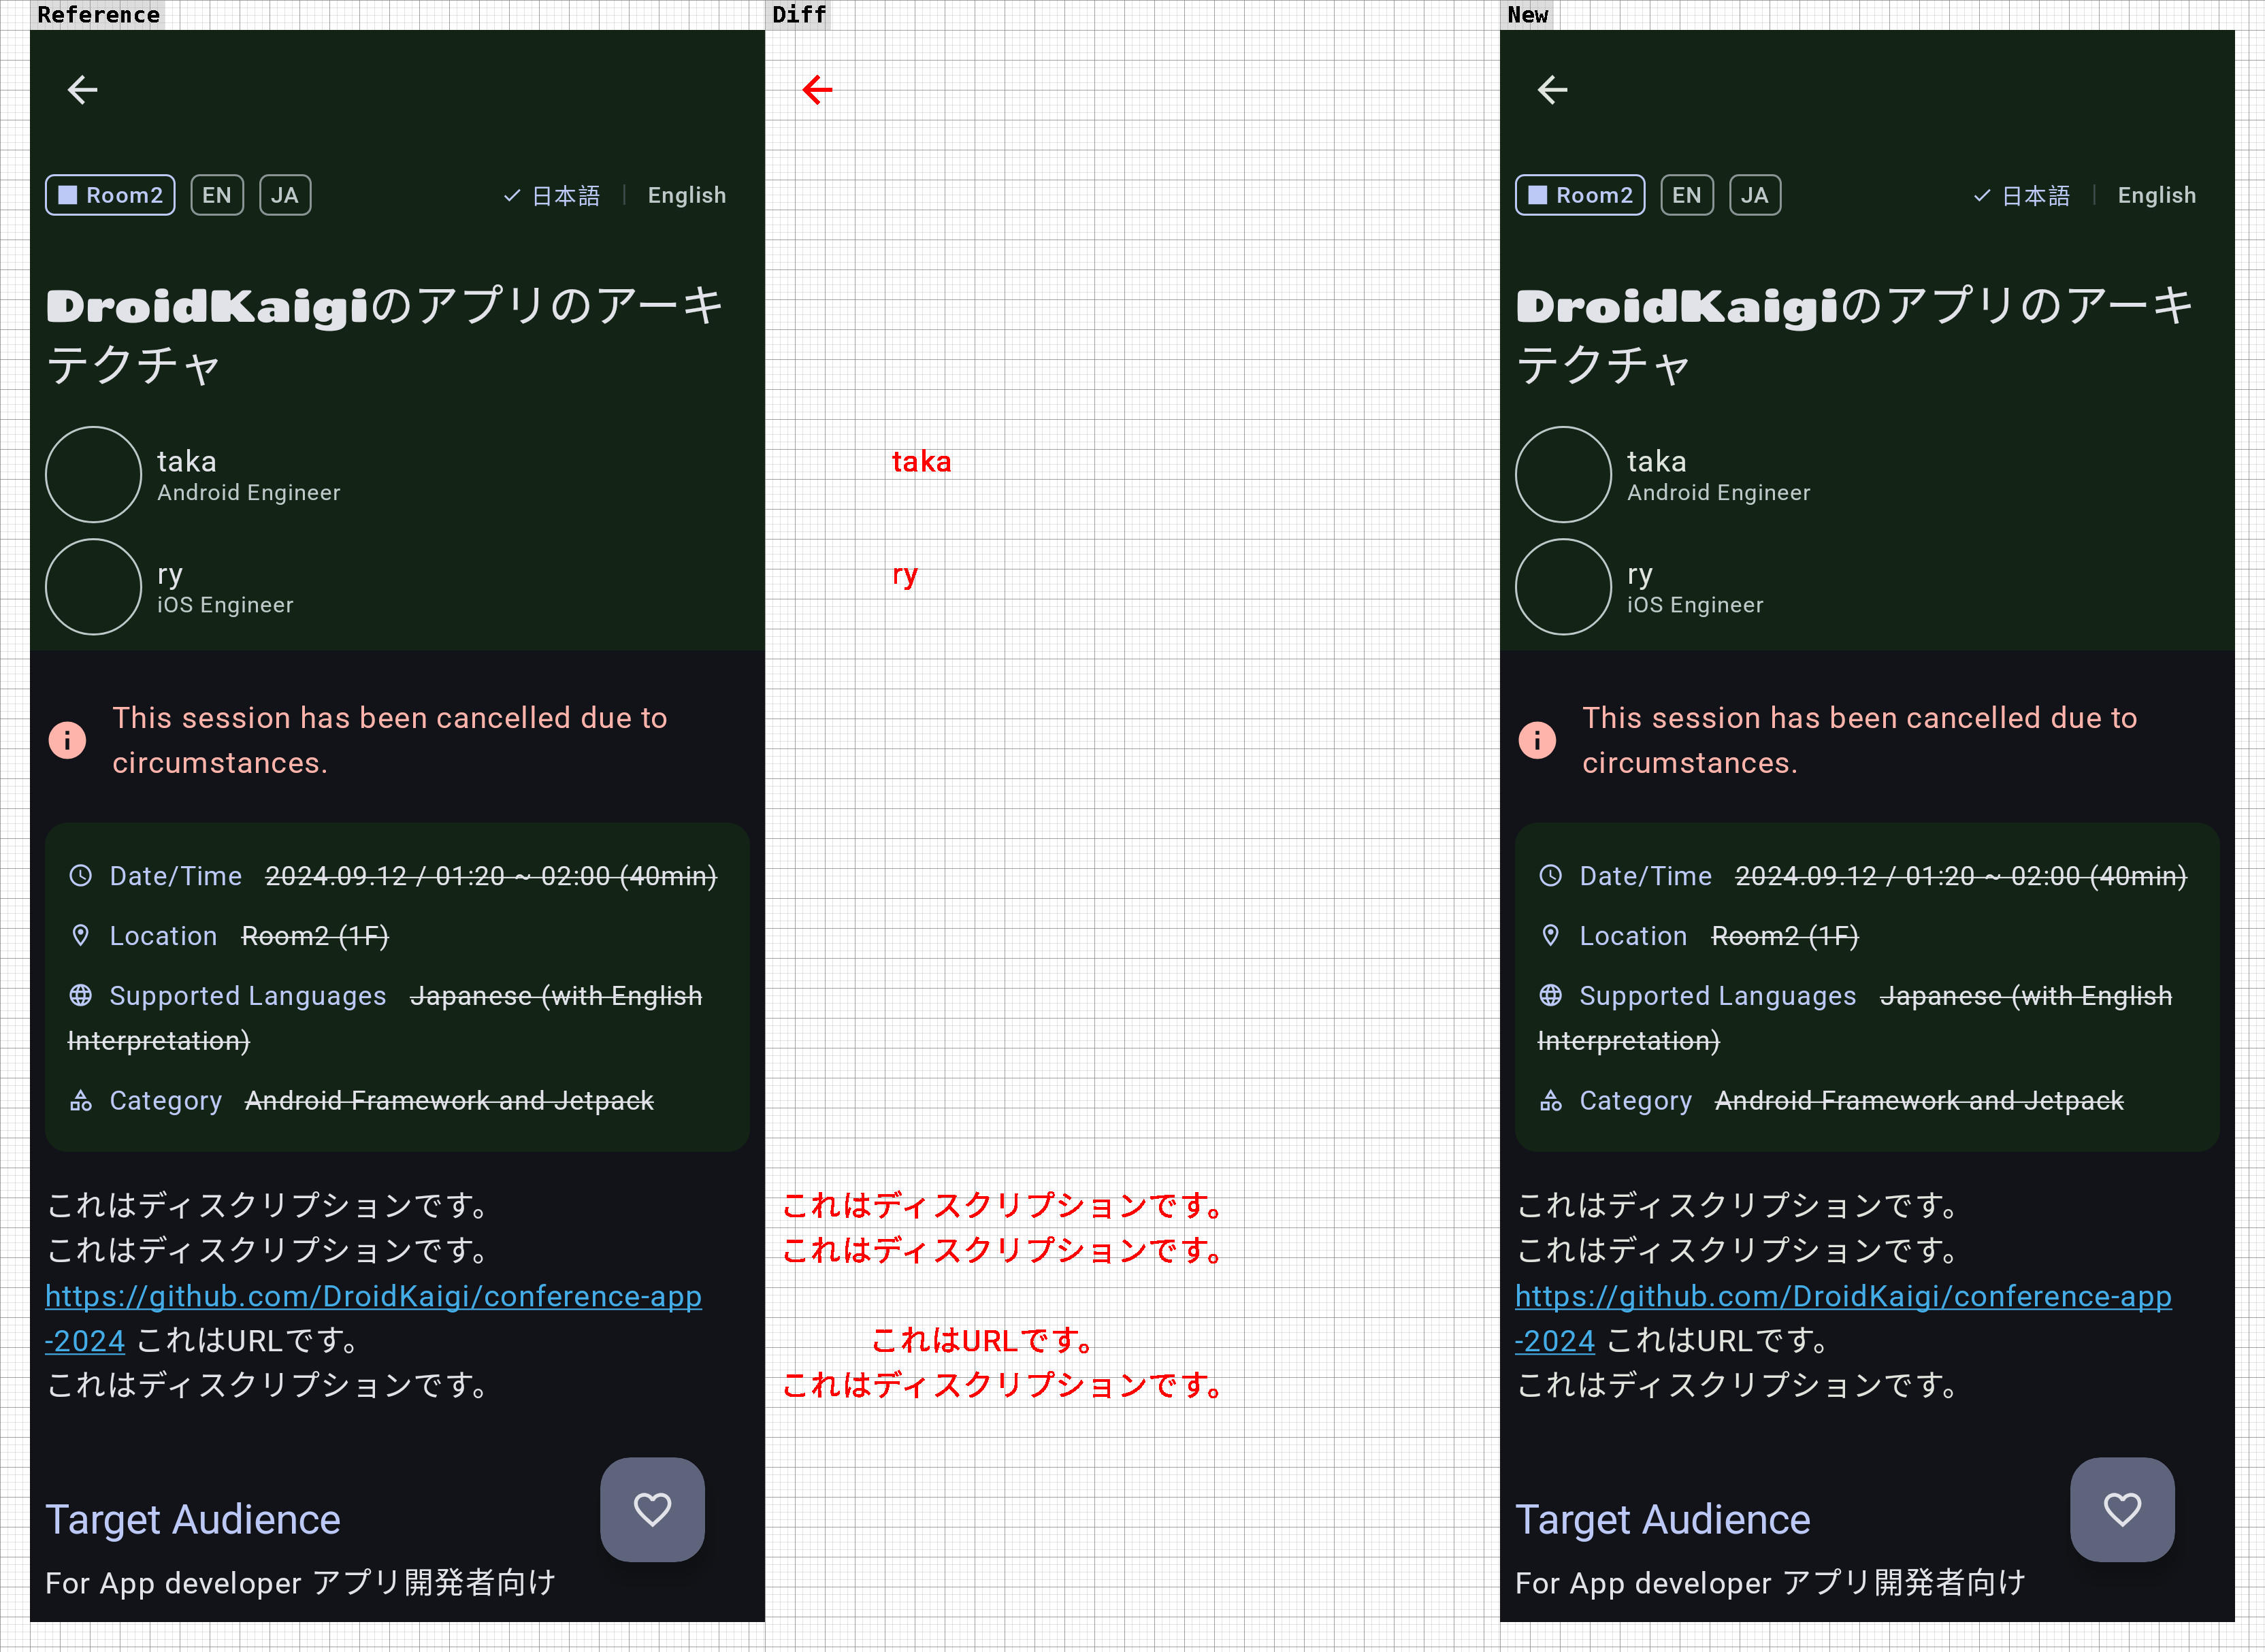 Reference
Room2 EN JA 日本語 English
DroidKaigiのアプリのアーキ
テクチャ
taka
Android Engineer
ry
iOS Engineer
This session has been cancelled due to
circumstances.
Date/Time 2024.09.12 / 01:20 ~ 02:00 (40min)
Location Room2 (1F)
Supported Languages Japanese (with English
Interpretation)
Category Android Framework and Jetpack
これはディスクリプションです。
これはディスクリプションです。
https://github.com/DroidKaigi/conference-app
-2024 これはURLです。
これはディスクリプションです。
Target Audience
For App developer アプリ開発者向け
Diff
taka
ry
これはディスクリプションです。
これはディスクリプションです。
これはURLです。
これはディスクリプションです。
New
Room2 EN JA 日本語 English
DroidKaigiのアプリのアーキ
テクチャ
taka
Android Engineer
ry
iOS Engineer
This session has been cancelled due to
circumstances.
Date/Time 2024.09.12 / 01:20 ~ 02:00 (40min)
Location Room2 (1F)
Supported Languages Japanese (with English
Interpretation)
Category Android Framework and Jetpack
これはディスクリプションです。
これはディスクリプションです。
https://github.com/DroidKaigi/conference-app
-2024 これはURLです。
これはディスクリプションです。
Target Audience
For App developer アプリ開発者向け